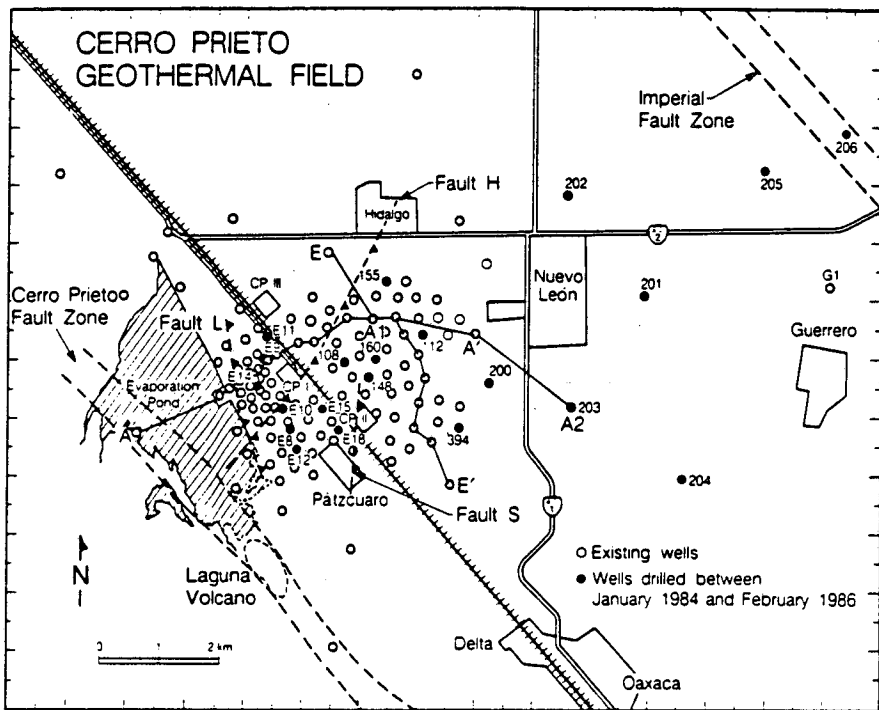 CERRO PRIETO
GEOTHERMAL FIELD
Imperial
Fault Zone
206
205
202
Fault H
Hidalgo
2
E
155
CP III
Nuevo
León
201
G1
Cerro Prieto
Fault Zone
Fault L
E11
A1
A'
112
Guerrero
108
160
200
E14
CP I
148
Evaporation
Pond
203
A2
E10
E15
CP II
A
E8
E18
394
E12
E'
204
Pátzcuaro
Fault S
1
N
Existing wells
Wells drilled between
January 1984 and February 1986
Laguna
Volcano
0 1 2 km
Delta
Oaxaca